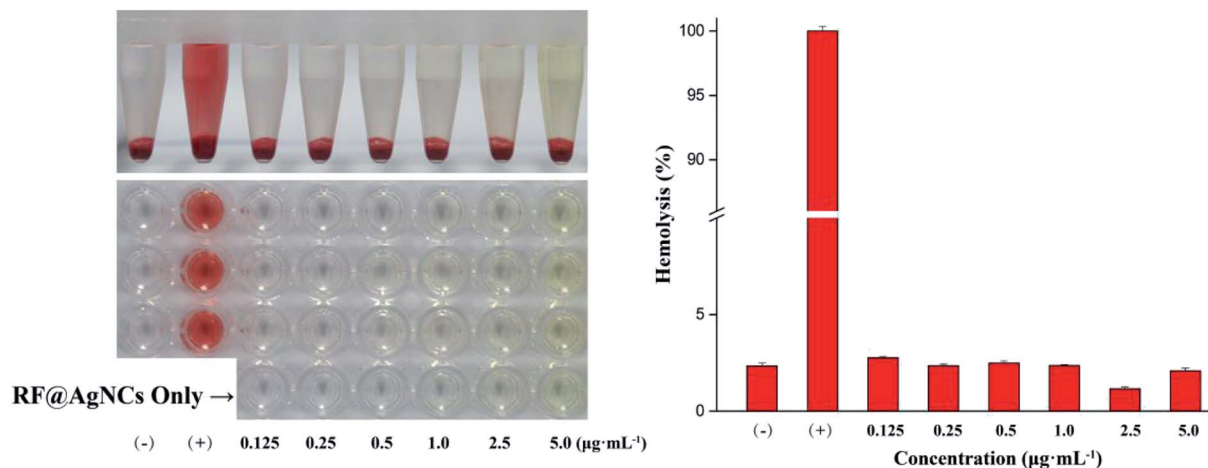 RF@AgNCs Only →
(-) (+) 0.125 0.25 0.5 1.0 2.5 5.0 (μg·mL⁻¹)
Hemolysis (%)
100
95
90
5
0
(-) (+) 0.125 0.25 0.5 1.0 2.5 5.0
Concentration (μg·mL⁻¹)